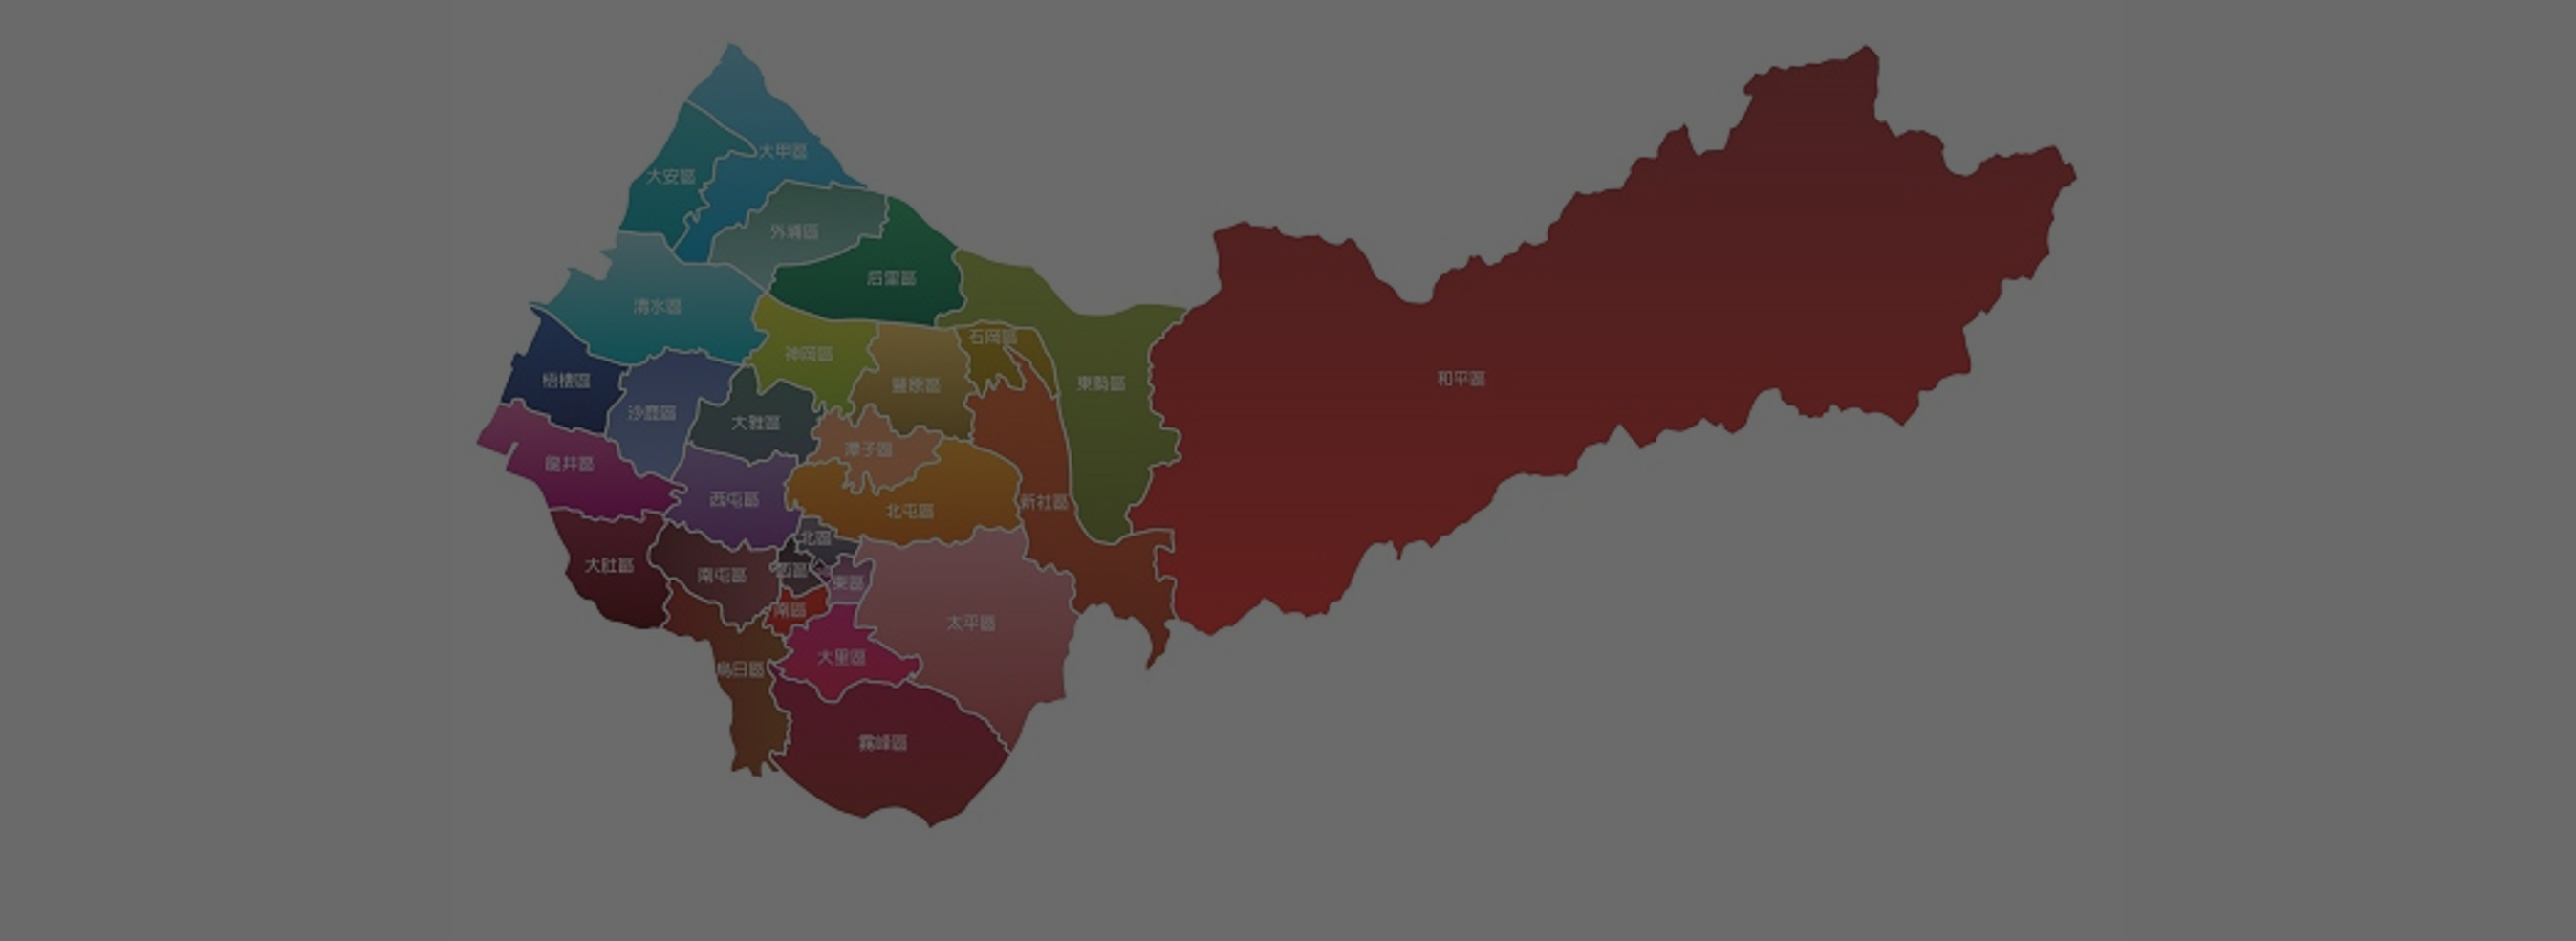 大甲區
大安區
外埔區
后里區
清水區
石岡區
神岡區
和平區
梧棲區
東勢區
豐原區
沙鹿區
大雅區
潭子區
龍井區
西屯區
新社區
北屯區
北區
大肚區
西區
南屯區
東區
南區
太平區
大里區
烏日區
霧峰區